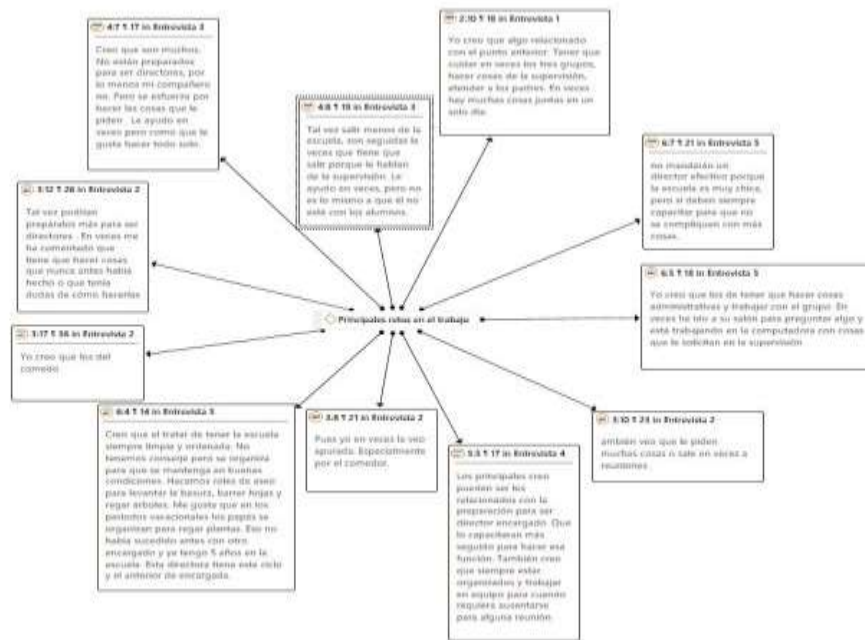 4:7 ¶ 17 in Entrevista 3
Creo que son muchos.
No están preparados
para ser directores, por
lo menos mi compañero
no. Pero se esfuerza por
hacer las cosas que le
piden. Le ayudo en
veces pero como que le
gusta hacer todo solo.
2:10 ¶ 18 in Entrevista 1
Yo creo que algo relacionado
con el punto anterior. Tener que
cuidar en veces los tres grupos,
hacer cosas de la supervisión,
atender a los padres. En veces
hay muchas cosas juntas en un
solo día.
4:8 ¶ 19 in Entrevista 3
Tal vez salir menos de la
escuela, son seguidas la
veces que tiene que
salir porque le hablan
de la supervisión. Le
ayudo en veces, pero no
es lo mismo a que él no
esté con los alumnos.
6:7 ¶ 21 in Entrevista 5
no mandarán un
director efectivo porque
la escuela es muy chica,
pero si deben siempre
capacitar para que no
se compliquen con más
cosas.
3:12 ¶ 28 in Entrevista 2
Tal vez podrían
prepararlos más para ser
directores. En veces me
ha comentado que
tiene que hacer cosas
que nunca antes había
hecho o que tenía
dudas de cómo hacerlas
6:5 ¶ 18 in Entrevista 5
Yo creo que los de tener que hacer cosas
administrativas y trabajar con el grupo. En
veces he ido a su salón para preguntar algo y
está trabajando en la computadora con cosas
que le solicitan en la supervisión
Principales retos en el trabajo
3:17 ¶ 36 in Entrevista 2
Yo creo que los del
comedor
6:4 ¶ 14 in Entrevista 5
Creo que el tratar de tener la escuela
siempre limpia y ordenada. No
tenemos conserje pero se organiza
para que se mantenga en buenas
condiciones. Hacemos roles de aseo
para levantar la basura, barrer hojas y
regar árboles. Me gusta que en los
periodos vacacionales los papás se
organizan para regar plantas. Eso no
había sucedido antes con otro
encargado y ya tengo 5 años en la
escuela. Esta directora tiene este ciclo
y el anterior de encargada.
3:8 ¶ 21 in Entrevista 2
Pues yo en veces la veo
apurada. Especialmente
por el comedor.
5:5 ¶ 17 in Entrevista 4
Los principales creo
pueden ser los
relacionados con la
preparación para ser
director encargado. Que
lo capacitaran más
seguido para hacer esa
función. También creo
que siempre estar
organizados y trabajar
en equipo para cuando
requiera ausentarse
para alguna reunión.
3:10 ¶ 23 in Entrevista 2
ambién veo que le piden
muchas cosas o sale en veces a
reuniones